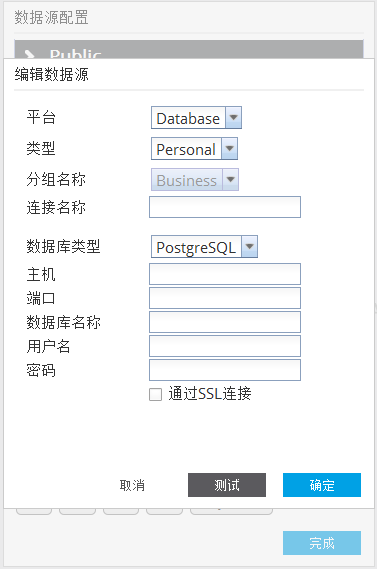 数据源配置
Public
编辑数据源
平台 Database
类型 Personal
分组名称 Business
连接名称
数据库类型 PostgreSQL
主机
端口
数据库名称
用户名
密码
通过SSL连接
取消 测试 确定
完成